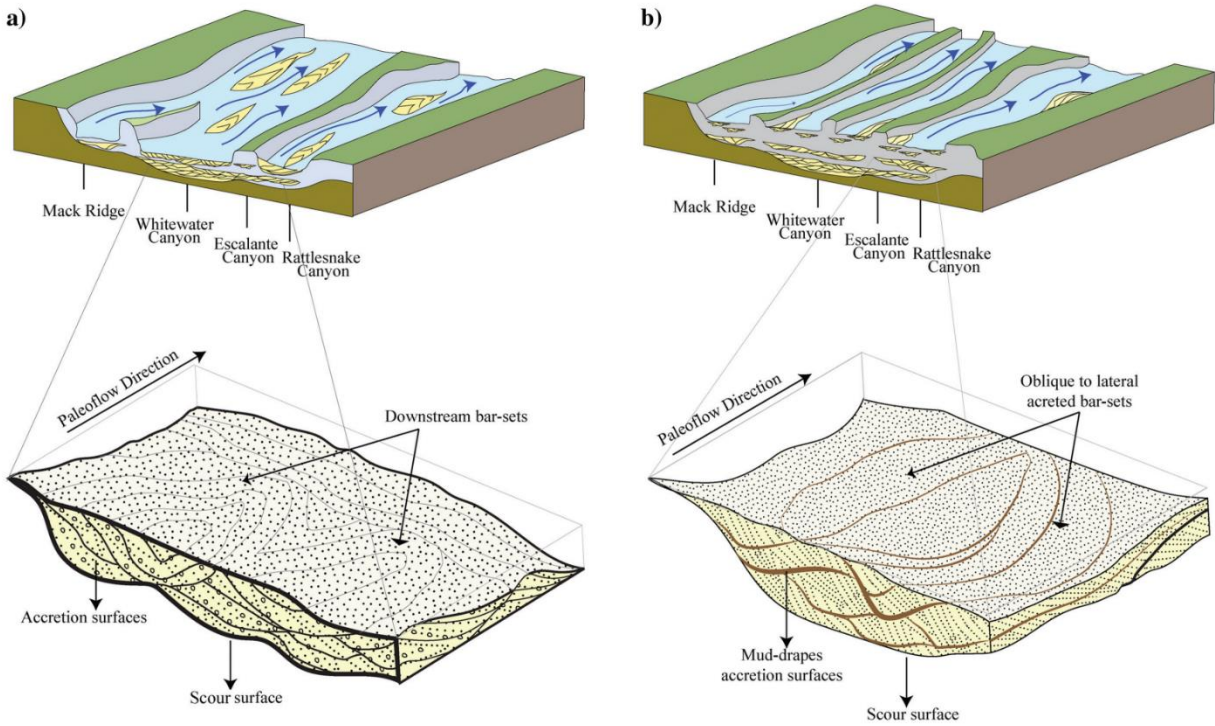 a)
Mack Ridge
Whitewater
Canyon
Escalante
Canyon
Rattlesnake
Canyon
Paleoflow Direction
Downstream bar-sets
Accretion surfaces
Scour surface
b)
Mack Ridge
Whitewater
Canyon
Escalante
Canyon
Rattlesnake
Canyon
Paleoflow Direction
Oblique to lateral
acreted bar-sets
Mud-drapes
accretion surfaces
Scour surface